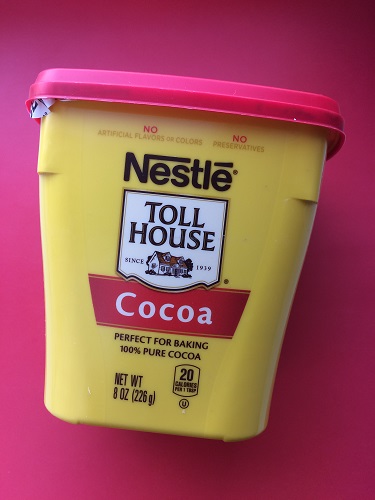 NO
ARTIFICIAL FLAVORS OR COLORS
NO
PRESERVATIVES
Nestlé®
TOLL
HOUSE
SINCE 1939
®
Cocoa
PERFECT FOR BAKING
100% PURE COCOA
NET WT
8 OZ (226 g)
20
CALORIES
PER 1 TBSP
U